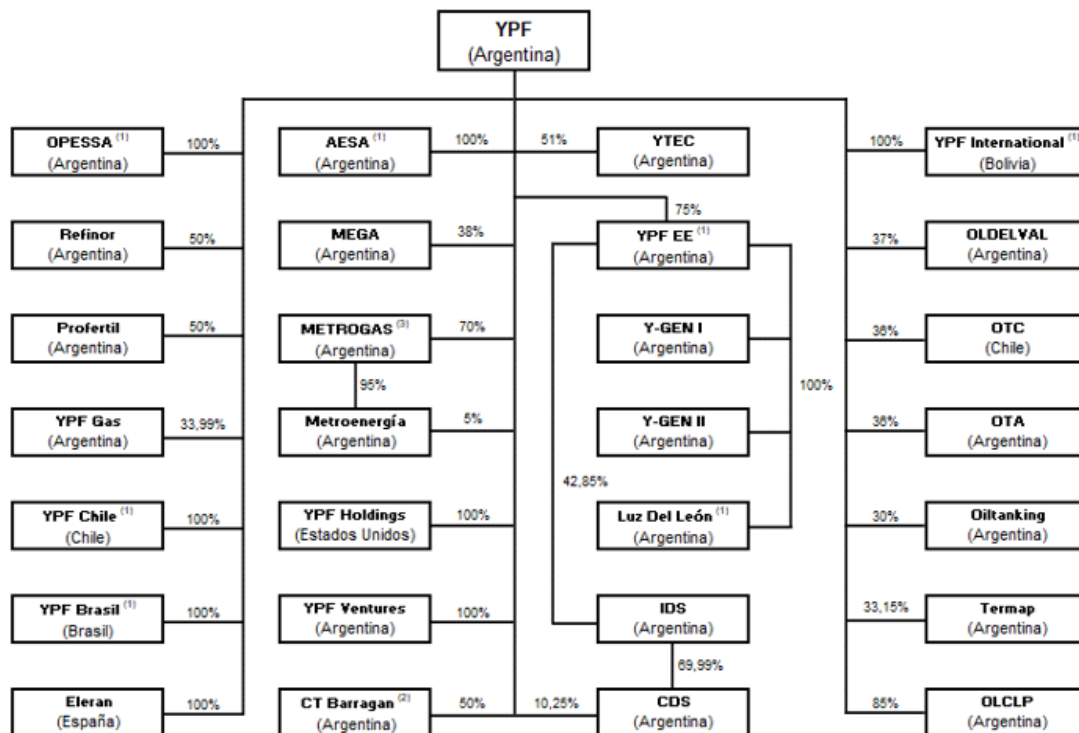 YPF
(Argentina)
OPESSA (1)
(Argentina)
100%
AESA (1)
(Argentina)
100%
51%
YTEC
(Argentina)
100%
YPF International (1)
(Bolivia)
Refinor
(Argentina)
50%
MEGA
(Argentina)
38%
75%
YPF EE (1)
(Argentina)
37%
OLDELVAL
(Argentina)
Profertil
(Argentina)
50%
METROGAS (3)
(Argentina)
70%
Y-GEN I
(Argentina)
36%
OTC
(Chile)
95%
100%
YPF Gas
(Argentina)
33,99%
Metroenergía
(Argentina)
5%
Y-GEN II
(Argentina)
36%
OTA
(Argentina)
42,85%
YPF Chile (1)
(Chile)
100%
YPF Holdings
(Estados Unidos)
100%
Luz Del León (1)
(Argentina)
30%
Oiltanking
(Argentina)
YPF Brasil (1)
(Brasil)
100%
YPF Ventures
(Argentina)
100%
IDS
(Argentina)
33,15%
Termap
(Argentina)
69,99%
Eleran
(España)
100%
CT Barragan (2)
(Argentina)
50%
10,25%
CDS
(Argentina)
85%
OLCLP
(Argentina)